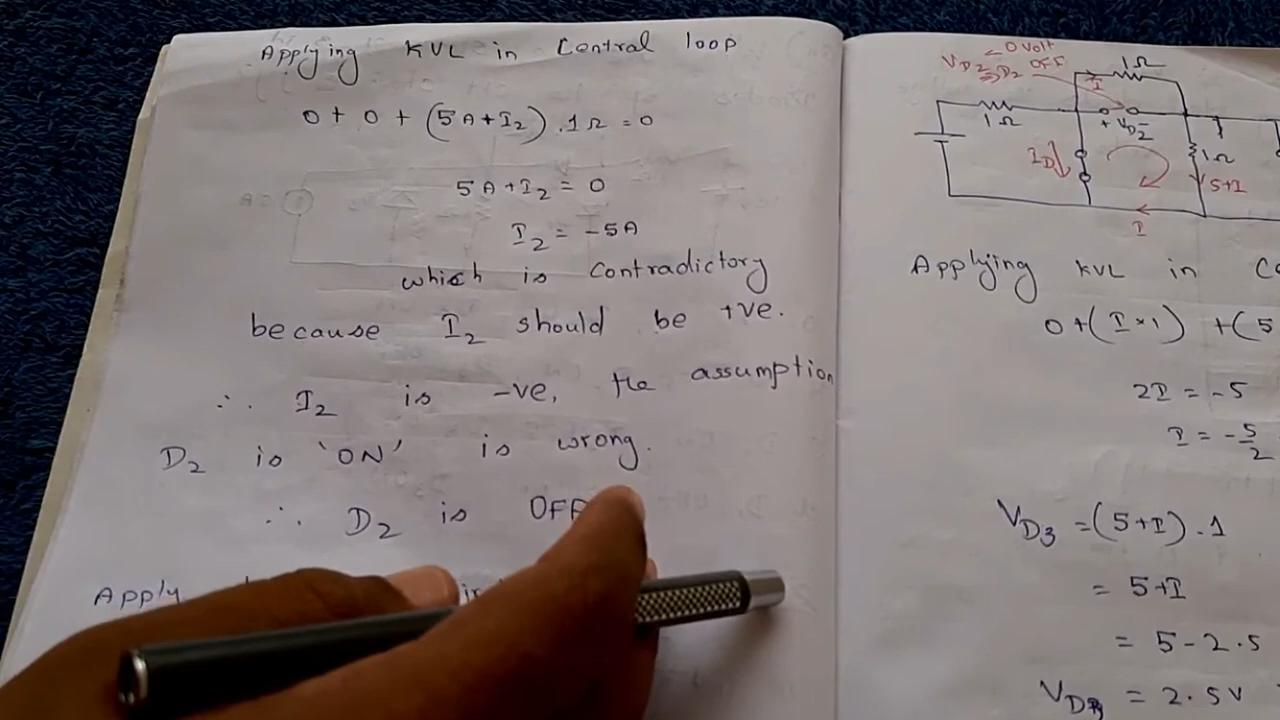 Applying KVL in Central loop
0 + 0 + (5A+I2).1Ω = 0
5A+I2 = 0
I2 = -5A
which is contradictory
because I2 should be +ve.
∴ I2 is -ve, the assumption
D2 is 'ON' is wrong.
∴ D2 is OFF
Apply
0 volt
VD2 D2 OFF
1Ω
I
1Ω
+ VD2 -
ID
1Ω
5+I
I
Applying KVL in
0+(I×1) +(5
2I = -5
I = -5/2
VD3 = (5+I).1
= 5+I
= 5-2.5
= 2.5V